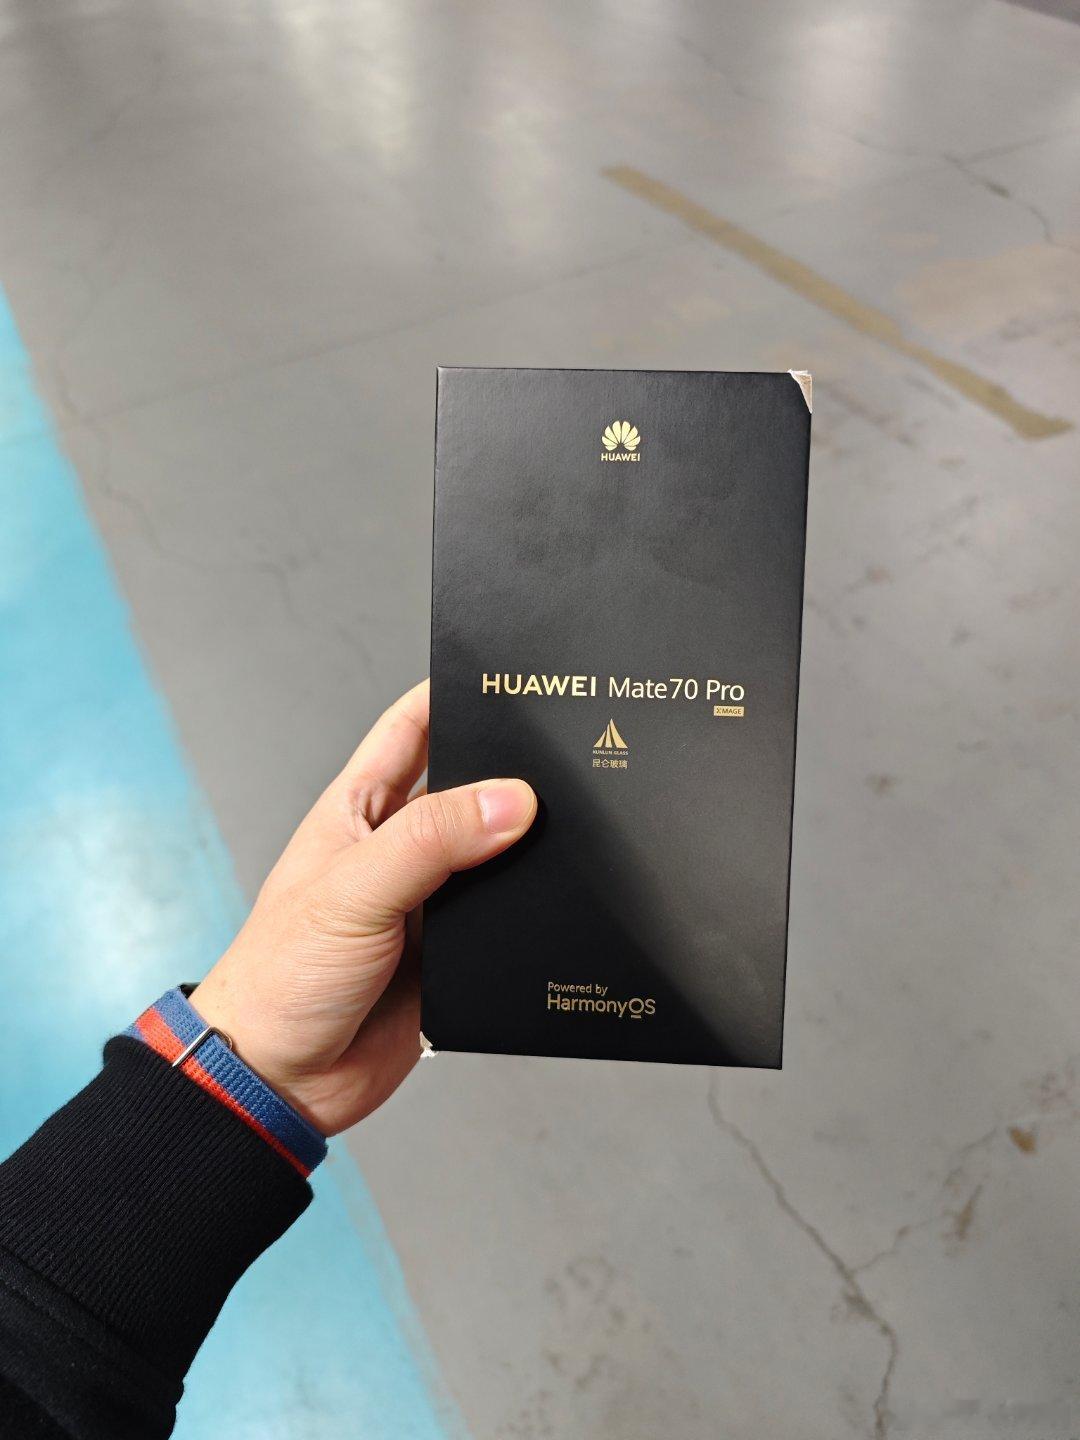 HUAWEI
HUAWEI Mate70 Pro
XMAGE
KUNLUN GLASS
昆仑玻璃
Powered by
HarmonyOS